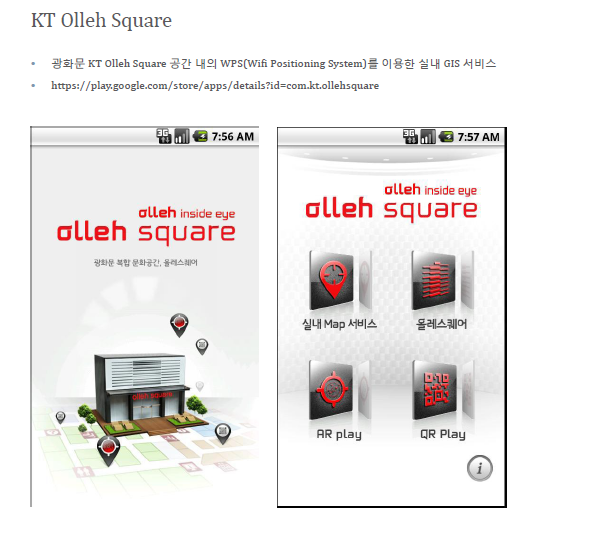 KT Olleh Square
• 광화문 KT Olleh Square 공간 내의 WPS(Wifi Positioning System)를 이용한 실내 GIS 서비스
• https://play.google.com/store/apps/details?id=com.kt.ollehsquare
3G 7:56 AM
olleh inside eye
olleh square
광화문 복합 문화공간, 올레스퀘어
olleh square
3G 7:57 AM
olleh inside eye
olleh square
실내 Map 서비스
올레스퀘어
AR play
QR Play
i